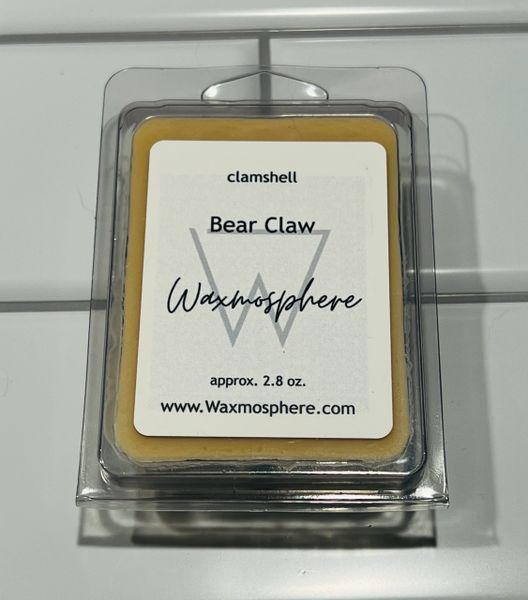 clamshell
Bear Claw
Waxmosphere
approx. 2.8 oz.
www.Waxmosphere.com